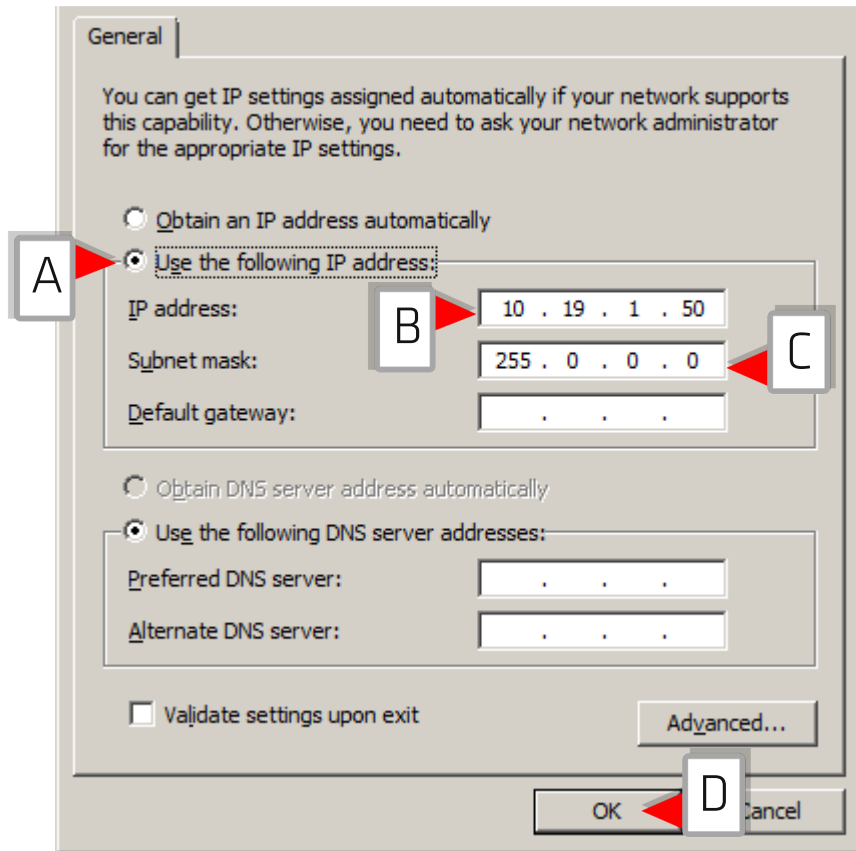 General
You can get IP settings assigned automatically if your network supports
this capability. Otherwise, you need to ask your network administrator
for the appropriate IP settings.
Obtain an IP address automatically
A
Use the following IP address:
IP address:
B
10 . 19 . 1 . 50
Subnet mask:
255 . 0 . 0 . 0
C
Default gateway:
. . .
Obtain DNS server address automatically
Use the following DNS server addresses:
Preferred DNS server:
. . .
Alternate DNS server:
. . .
Validate settings upon exit
Advanced...
OK
D
Cancel